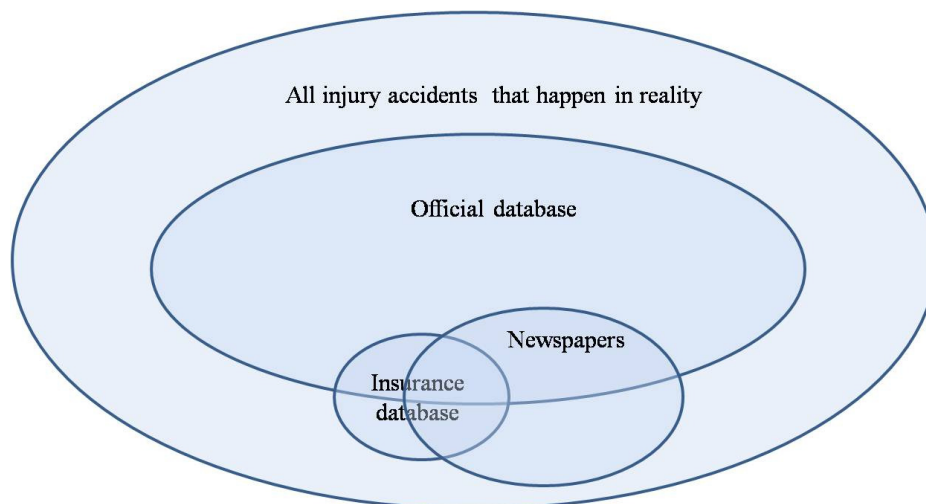 All injury accidents that happen in reality
Official database
Newspapers
Insurance
database